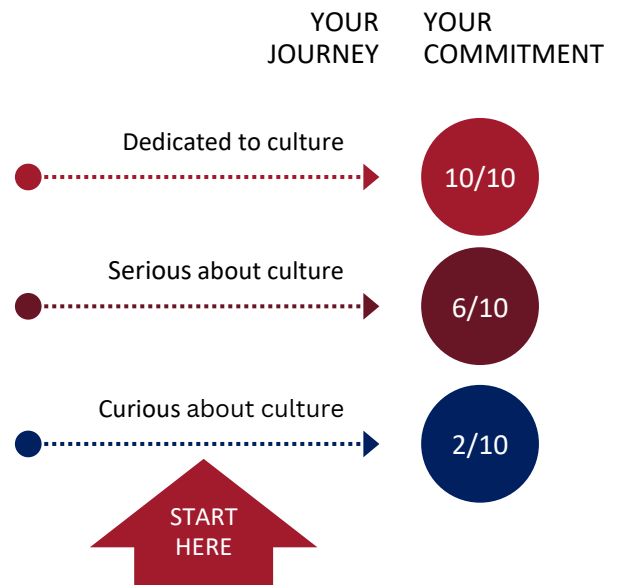 YOUR JOURNEY
YOUR COMMITMENT
Dedicated to culture
10/10
Serious about culture
6/10
Curious about culture
2/10
START
HERE